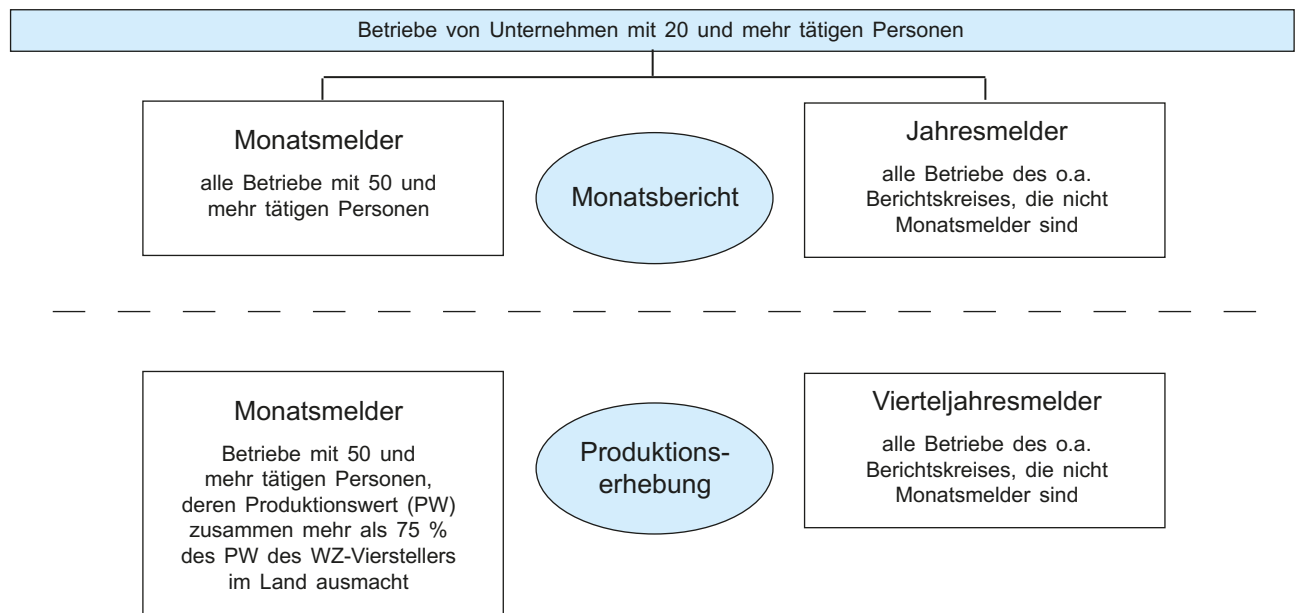 Betriebe von Unternehmen mit 20 und mehr tätigen Personen
Monatsmelder
alle Betriebe mit 50 und
mehr tätigen Personen
Monatsbericht
Jahresmelder
alle Betriebe des o.a.
Berichtskreises, die nicht
Monatsmelder sind
Monatsmelder
Betriebe mit 50 und
mehr tätigen Personen,
deren Produktionswert (PW)
zusammen mehr als 75 %
des PW des WZ-Vierstellers
im Land ausmacht
Produktions-
erhebung
Vierteljahresmelder
alle Betriebe des o.a.
Berichtskreises, die nicht
Monatsmelder sind